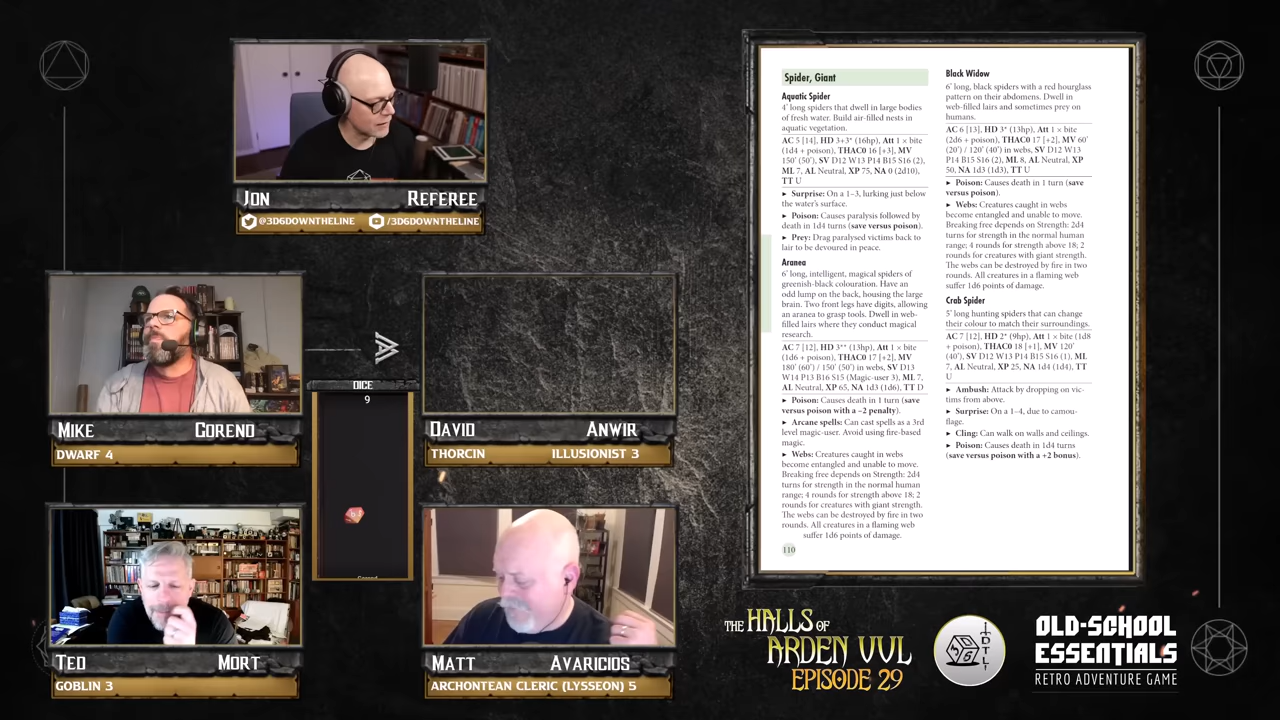 JON REFEREE
@3D6DOWNTHELINE /3D6DOWNTHELINE
MIKE CORENO
DWARF 4
DICE
9
DAVID ANWIR
THORCIN ILLUSIONIST 3
TED MORT
GOBLIN 3
MATT AVARICIOS
ARCHONTEAN CLERIC (LYSSEON) 5
Spider, Giant
Aquatic Spider
4' long spiders that dwell in large bodies
of fresh water. Build air-filled nests in
aquatic vegetation.
AC 5 [14], HD 3+3* (16hp), Att 1 × bite
(1d4 + poison), THAC0 16 [+3], MV
150' (50'), SV D12 W13 P14 B15 S16 (2),
ML 7, AL Neutral, XP 75, NA 0 (2d10),
TT U
► Surprise: On a 1–3, lurking just below
the water's surface.
► Poison: Causes paralysis followed by
death in 1d4 turns (save versus poison).
► Prey: Drag paralysed victims back to
lair to be devoured in peace.
Aranea
6' long, intelligent, magical spiders of
greenish-black colouration. Have an
odd lump on the back, housing the large
brain. Two front legs have digits, allowing
an aranea to grasp tools. Dwell in web-
filled lairs where they conduct magical
research.
AC 7 [12], HD 3** (13hp), Att 1 × bite
(1d6 + poison), THAC0 17 [+2], MV
180' (60') / 150' (50') in webs, SV D13
W14 P13 B16 S15 (Magic-user 3), ML 7,
AL Neutral, XP 65, NA 1d3 (1d6), TT D
► Poison: Causes death in 1 turn (save
versus poison with a –2 penalty).
► Arcane spells: Can cast spells as a 3rd
level magic-user. Avoid using fire-based
magic.
► Webs: Creatures caught in webs
become entangled and unable to move.
Breaking free depends on Strength: 2d4
turns for strength in the normal human
range; 4 rounds for strength above 18; 2
rounds for creatures with giant strength.
The webs can be destroyed by fire in two
rounds. All creatures in a flaming web
suffer 1d6 points of damage.
110
Black Widow
6' long, black spiders with a red hourglass
pattern on their abdomens. Dwell in
web-filled lairs and sometimes prey on
humans.
AC 6 [13], HD 3* (13hp), Att 1 × bite
(2d6 + poison), THAC0 17 [+2], MV 60'
(20') / 120' (40') in webs, SV D12 W13
P14 B15 S16 (2), ML 8, AL Neutral, XP
50, NA 1d3 (1d3), TT U
► Poison: Causes death in 1 turn (save
versus poison).
► Webs: Creatures caught in webs
become entangled and unable to move.
Breaking free depends on Strength: 2d4
turns for strength in the normal human
range; 4 rounds for strength above 18; 2
rounds for creatures with giant strength.
The webs can be destroyed by fire in two
rounds. All creatures in a flaming web
suffer 1d6 points of damage.
Crab Spider
5' long hunting spiders that can change
their colour to match their surroundings.
AC 7 [12], HD 2* (9hp), Att 1 × bite (1d8
+ poison), THAC0 18 [+1], MV 120'
(40'), SV D12 W13 P14 B15 S16 (1), ML
7, AL Neutral, XP 25, NA 1d4 (1d4), TT
U
► Ambush: Attack by dropping on vic-
tims from above.
► Surprise: On a 1–4, due to camou-
flage.
► Cling: Can walk on walls and ceilings.
► Poison: Causes death in 1d4 turns
(save versus poison with a +2 bonus).
THE HALLS OF
ARDEN VUL
EPISODE 29
3D6
DTL
OLD-SCHOOL
ESSENTIALS
RETRO ADVENTURE GAME